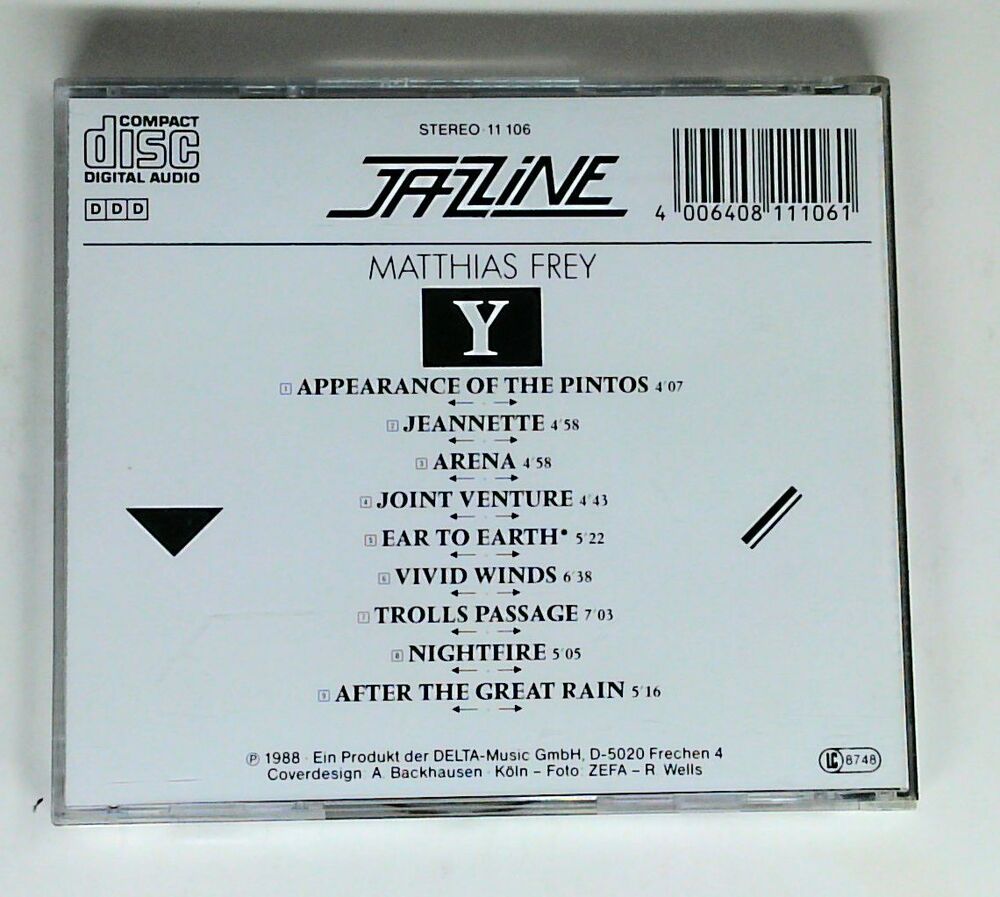 COMPACT
disc
DIGITAL AUDIO
DDD
STEREO · 11 106
JAZZLINE
4 006408 111061
MATTHIAS FREY
Y
1 APPEARANCE OF THE PINTOS 4'07
2 JEANNETTE 4'58
3 ARENA 4'58
4 JOINT VENTURE 4'43
5 EAR TO EARTH* 5'22
6 VIVID WINDS 6'38
7 TROLLS PASSAGE 7'03
8 NIGHTFIRE 5'05
9 AFTER THE GREAT RAIN 5'16
℗ 1988 · Ein Produkt der DELTA-Music GmbH, D-5020 Frechen 4
Coverdesign: A. Backhausen · Köln – Foto: ZEFA – R. Wells
LC 8748